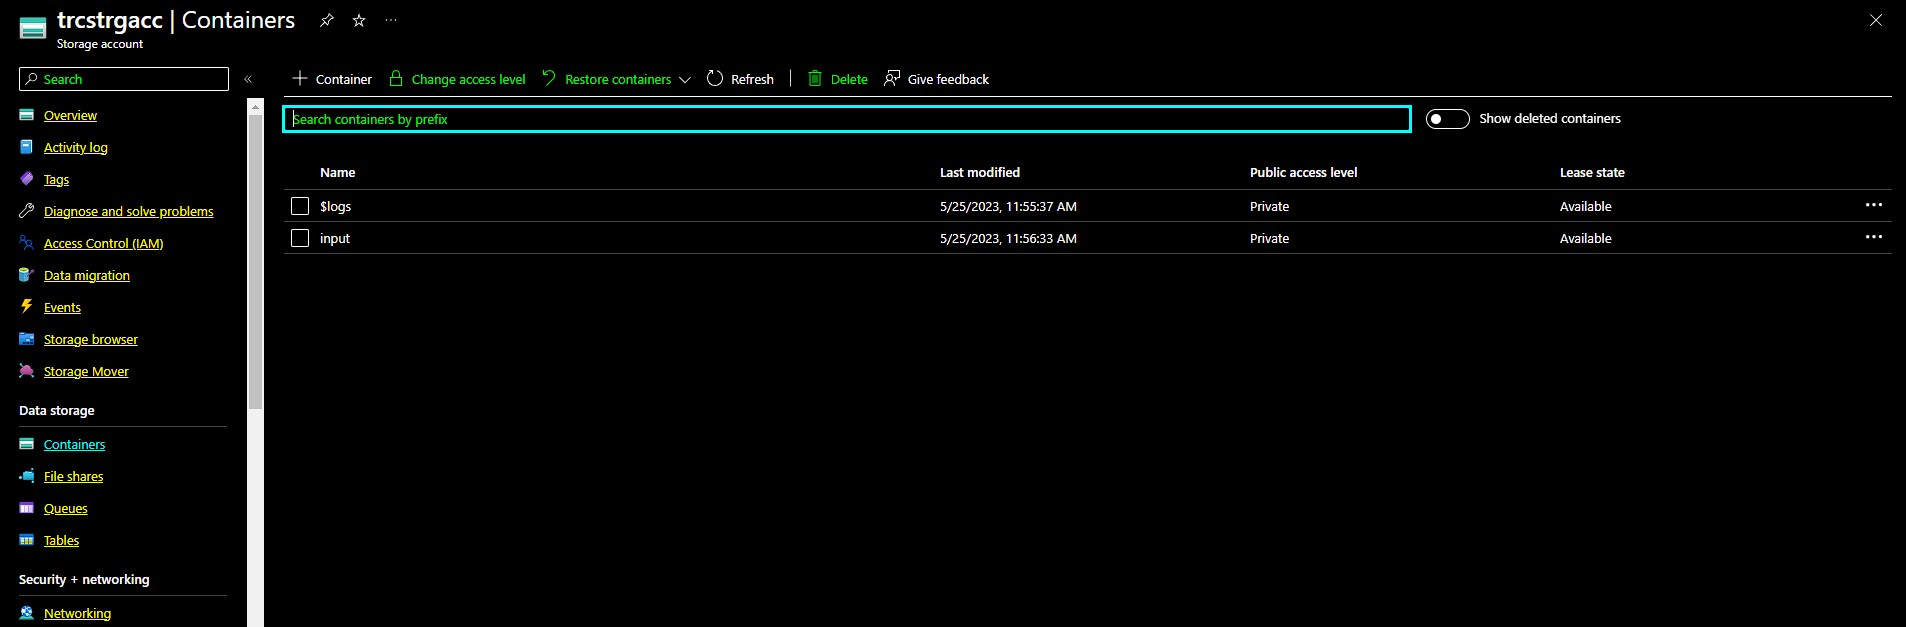 trcstrgacc | Containers
Storage account
Search
Container
Change access level
Restore containers
Refresh
Delete
Give feedback
Search containers by prefix
Show deleted containers
Overview
Activity log
Tags
Diagnose and solve problems
Access Control (IAM)
Data migration
Events
Storage browser
Storage Mover
Data storage
Containers
File shares
Queues
Tables
Security + networking
Networking
Name Last modified Public access level Lease state
$logs 5/25/2023, 11:55:37 AM Private Available
input 5/25/2023, 11:56:33 AM Private Available